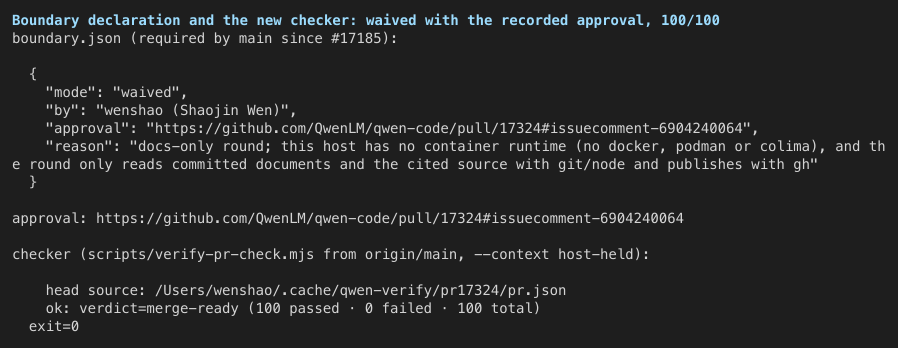 Boundary declaration and the new checker: waived with the recorded approval, 100/100
boundary.json (required by main since #17185):
{
"mode": "waived",
"by": "wenshao (Shaojin Wen)",
"approval": "https://github.com/QwenLM/qwen-code/pull/17324#issuecomment-6904240064",
"reason": "docs-only round; this host has no container runtime (no docker, podman or colima), and th
e round only reads committed documents and the cited source with git/node and publishes with gh"
}
approval: https://github.com/QwenLM/qwen-code/pull/17324#issuecomment-6904240064
checker (scripts/verify-pr-check.mjs from origin/main, --context host-held):
head source: /Users/wenshao/.cache/qwen-verify/pr17324/pr.json
ok: verdict=merge-ready (100 passed · 0 failed · 100 total)
exit=0